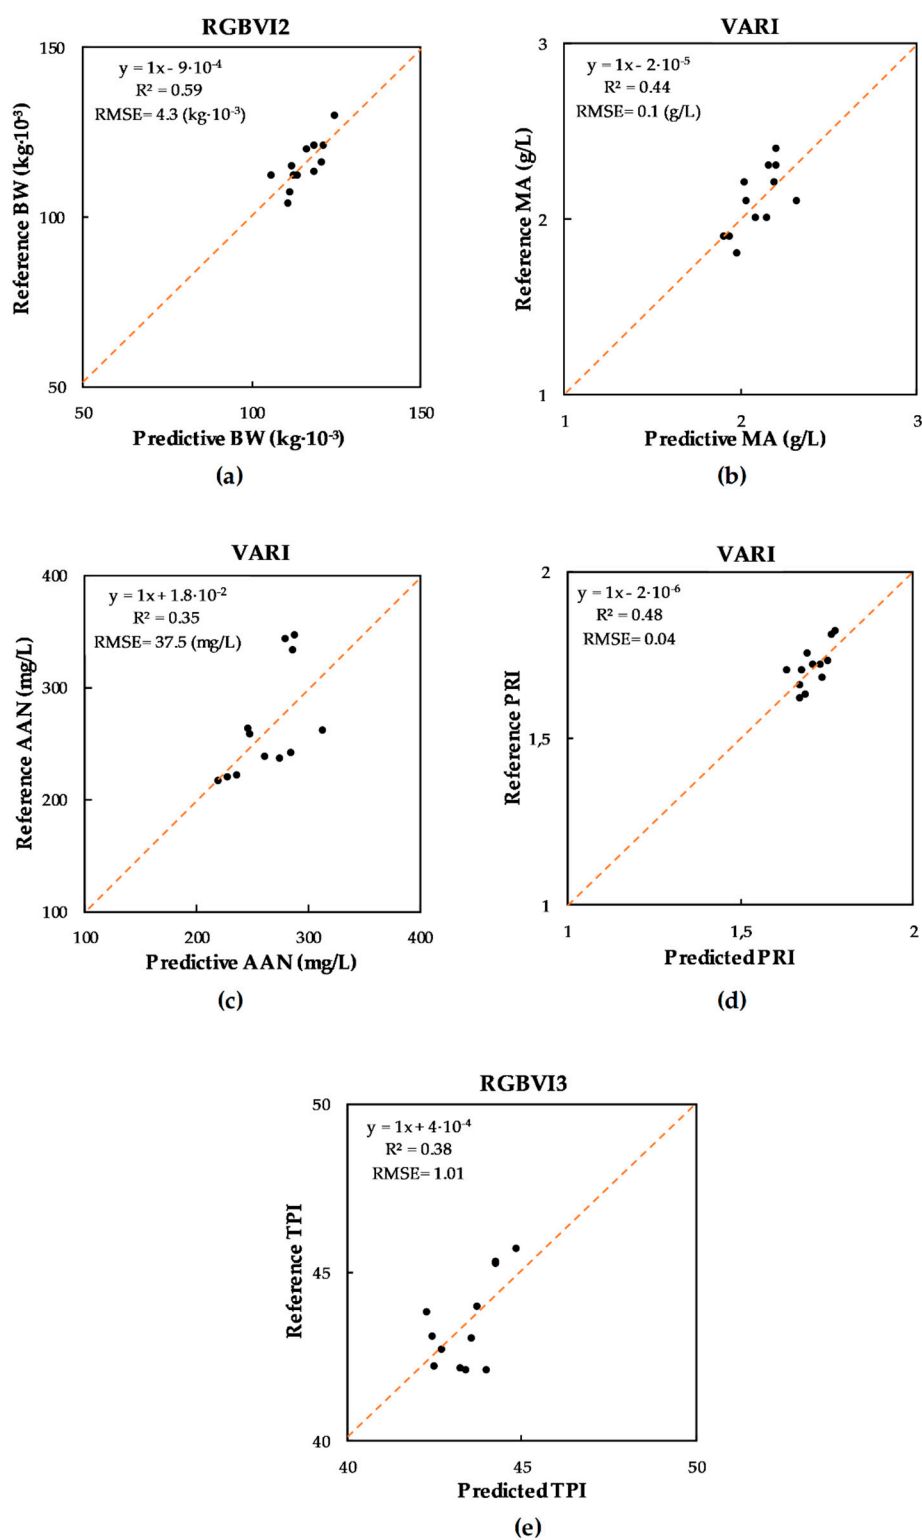 RGBVI2
150
y = 1x - 9·10⁻⁴
R² = 0.59
RMSE= 4.3 (kg·10⁻³)
Reference BW (kg·10⁻³)
100
50
50 100 150
Predictive BW (kg·10⁻³)
(a)
VARI
3
y = 1x - 2·10⁻⁵
R² = 0.44
RMSE= 0.1 (g/L)
Reference MA (g/L)
2
1
1 2 3
Predictive MA (g/L)
(b)
VARI
400
y = 1x + 1.8·10⁻²
R² = 0.35
RMSE= 37.5 (mg/L)
Reference AAN (mg/L)
300
200
100
100 200 300 400
Predictive AAN (mg/L)
(c)
VARI
2
y = 1x - 2·10⁻⁶
R² = 0.48
RMSE= 0.04
Reference PRI
1,5
1
1 1,5 2
Predicted PRI
(d)
RGBVI3
50
y = 1x + 4·10⁻⁴
R² = 0.38
RMSE= 1.01
Reference TPI
45
40
40 45 50
Predicted TPI
(e)